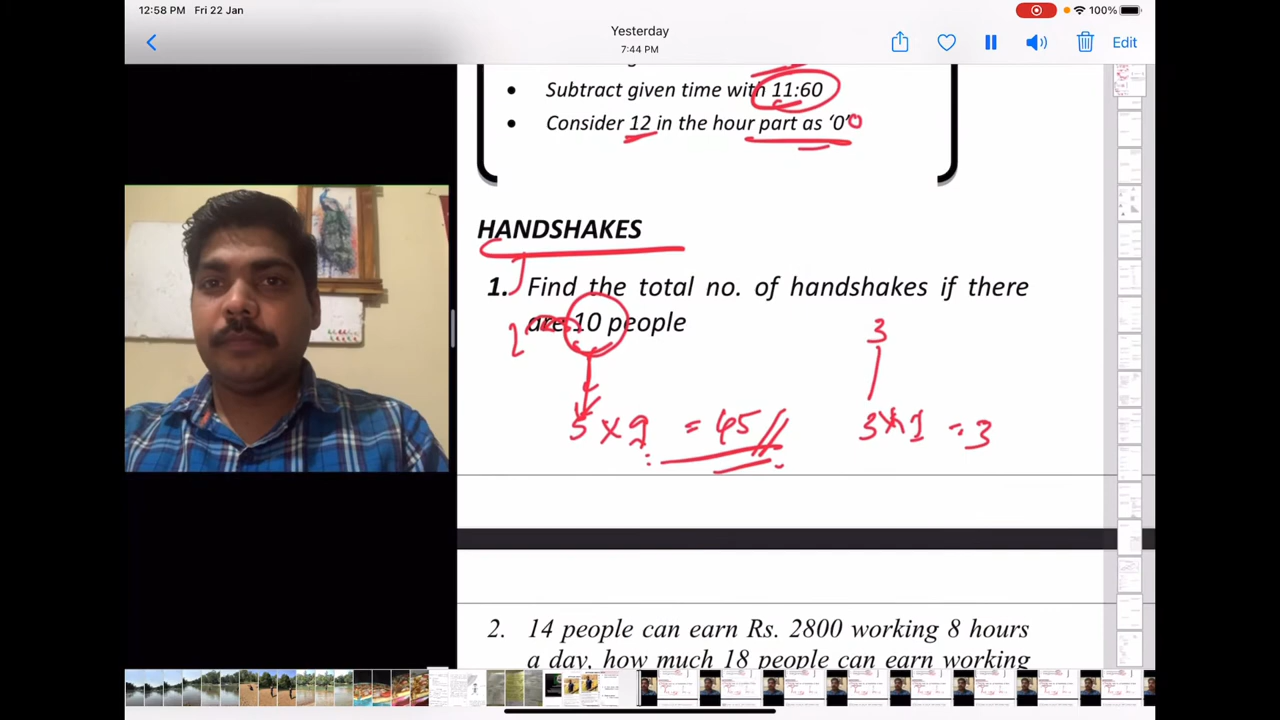 12:58 PM Fri 22 Jan
100%
Yesterday
7:44 PM
Edit
• Subtract given time with 11:60
• Consider 12 in the hour part as ‘0’ 0
HANDSHAKES
1. Find the total no. of handshakes if there
are 10 people
2
3
5 x 9 = 45
3 x 1 = 3
2. 14 people can earn Rs. 2800 working 8 hours
a day, how much 18 people can earn working